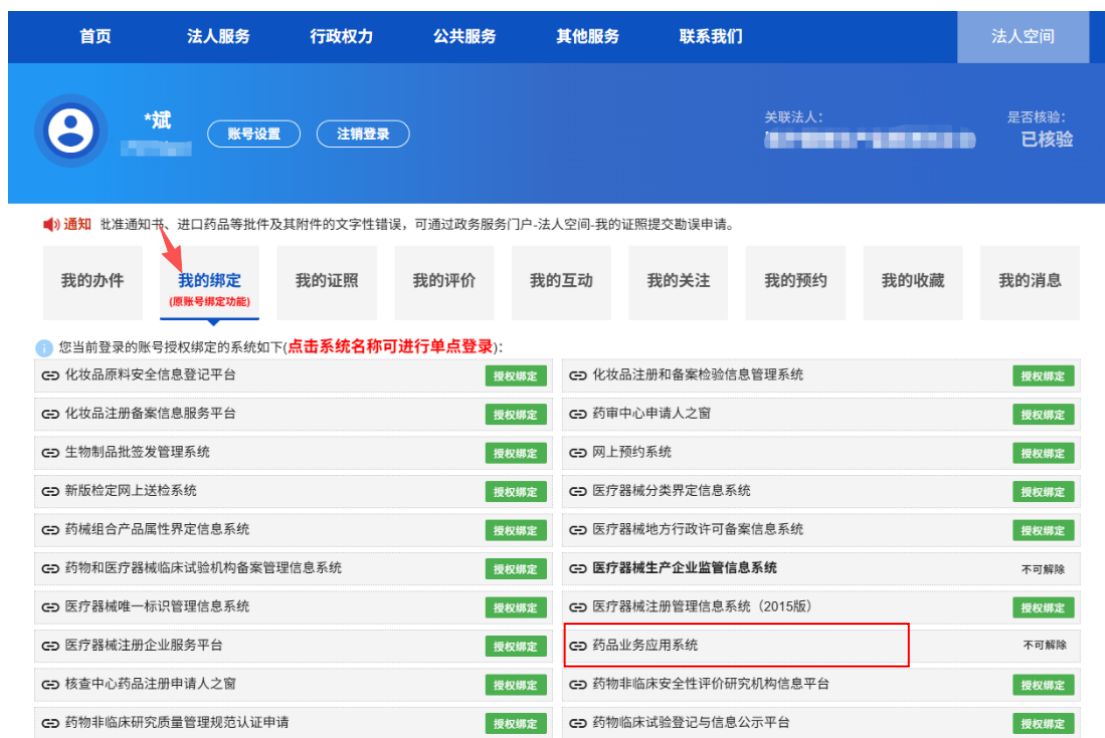 首页 法人服务 行政权力 公共服务 其他服务 联系我们 法人空间
*斌 账号设置 注销登录
关联法人： 是否核验：
已核验
通知 批准通知书、进口药品等批件及其附件的文字性错误，可通过政务服务门户-法人空间-我的证照提交勘误申请。
我的办件 我的绑定 我的证照 我的评价 我的互动 我的关注 我的预约 我的收藏 我的消息
(原账号绑定功能)
您当前登录的账号授权绑定的系统如下(点击系统名称可进行单点登录)：
化妆品原料安全信息登记平台 授权绑定 化妆品注册和备案检验信息管理系统 授权绑定
化妆品注册备案信息服务平台 授权绑定 药审中心申请人之窗 授权绑定
生物制品批签发管理系统 授权绑定 网上预约系统 授权绑定
新版检定网上送检系统 授权绑定 医疗器械分类界定信息系统 授权绑定
药械组合产品属性界定信息系统 授权绑定 医疗器械地方行政许可备案信息系统 授权绑定
药物和医疗器械临床试验机构备案管理信息系统 授权绑定 医疗器械生产企业监管信息系统 不可解除
医疗器械唯一标识管理信息系统 授权绑定 医疗器械注册管理信息系统（2015版） 授权绑定
医疗器械注册企业服务平台 授权绑定 药品业务应用系统 不可解除
核查中心药品注册申请人之窗 授权绑定 药物非临床安全性评价研究机构信息平台 授权绑定
药物非临床研究质量管理规范认证申请 授权绑定 药物临床试验登记与信息公示平台 授权绑定